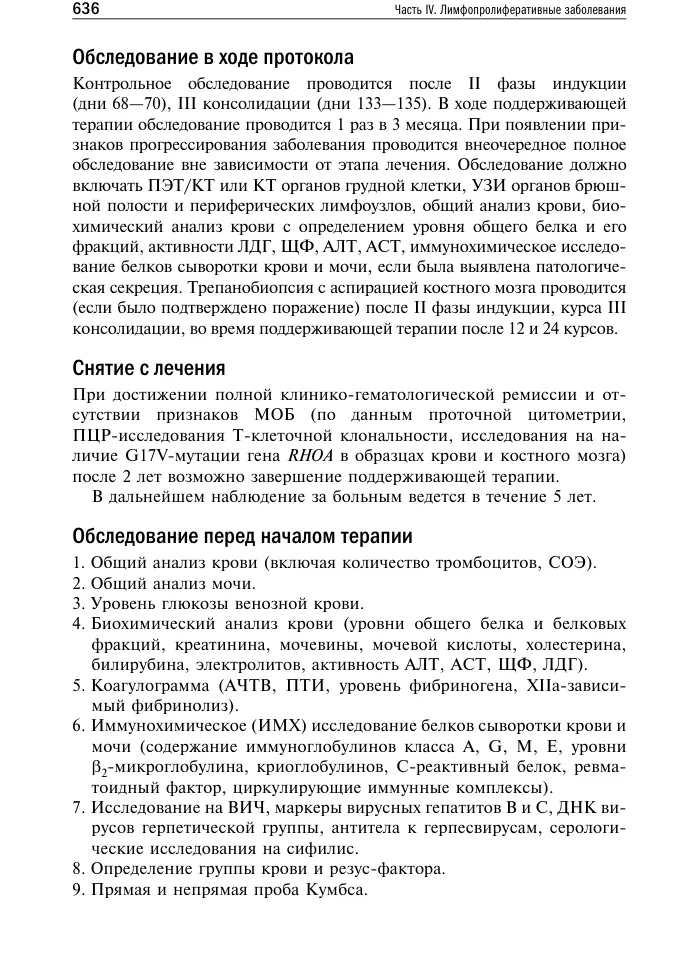 636
Часть IV. Лимфопролиферативные заболевания
Обследование в ходе протокола
Контрольное обследование проводится после II фазы индукции
(дни 68—70), III консолидации (дни 133—135). В ходе поддерживающей
терапии обследование проводится 1 раз в 3 месяца. При появлении при-
знаков прогрессирования заболевания проводится внеочередное полное
обследование вне зависимости от этапа лечения. Обследование должно
включать ПЭТ/КТ или КТ органов грудной клетки, УЗИ органов брюш-
ной полости и периферических лимфоузлов, общий анализ крови, био-
химический анализ крови с определением уровня общего белка и его
фракций, активности ЛДГ, ЩФ, АЛТ, АСТ, иммунохимическое исследо-
вание белков сыворотки крови и мочи, если была выявлена патологиче-
ская секреция. Трепанобиопсия с аспирацией костного мозга проводится
(если было подтверждено поражение) после II фазы индукции, курса III
консолидации, во время поддерживающей терапии после 12 и 24 курсов.
Снятие с лечения
При достижении полной клинико-гематологической ремиссии и от-
сутствии признаков МОБ (по данным проточной цитометрии,
ПЦР-исследования Т-клеточной клональности, исследования на на-
личие G17V-мутации гена RHOA в образцах крови и костного мозга)
после 2 лет возможно завершение поддерживающей терапии.
В дальнейшем наблюдение за больным ведется в течение 5 лет.
Обследование перед началом терапии
1. Общий анализ крови (включая количество тромбоцитов, СОЭ).
2. Общий анализ мочи.
3. Уровень глюкозы венозной крови.
4. Биохимический анализ крови (уровни общего белка и белковых
фракций, креатинина, мочевины, мочевой кислоты, холестерина,
билирубина, электролитов, активность АЛТ, АСТ, ЩФ, ЛДГ).
5. Коагулограмма (АЧТВ, ПТИ, уровень фибриногена, XIIа-зависи-
мый фибринолиз).
6. Иммунохимическое (ИМХ) исследование белков сыворотки крови и
мочи (содержание иммуноглобулинов класса A, G, M, E, уровни
β₂-микроглобулина, криоглобулинов, С-реактивный белок, ревма-
тоидный фактор, циркулирующие иммунные комплексы).
7. Исследование на ВИЧ, маркеры вирусных гепатитов B и C, ДНК ви-
русов герпетической группы, антитела к герпесвирусам, серологи-
ческие исследования на сифилис.
8. Определение группы крови и резус-фактора.
9. Прямая и непрямая проба Кумбса.